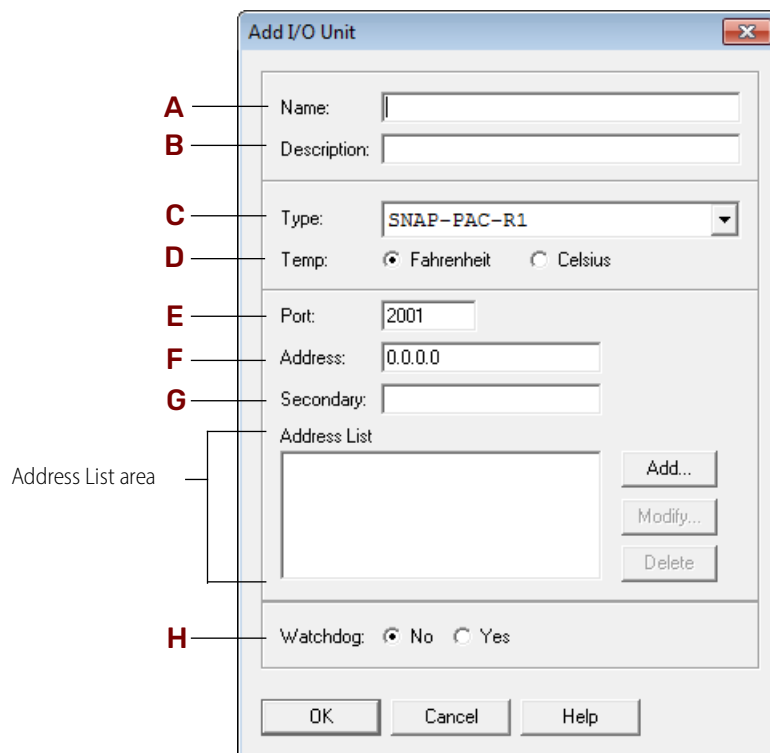 Add I/O Unit
A Name:
B Description:
C Type: SNAP-PAC-R1
D Temp: Fahrenheit Celsius
E Port: 2001
F Address: 0.0.0.0
G Secondary:
Address List
Address List area
Add...
Modify...
Delete
H Watchdog: No Yes
OK Cancel Help